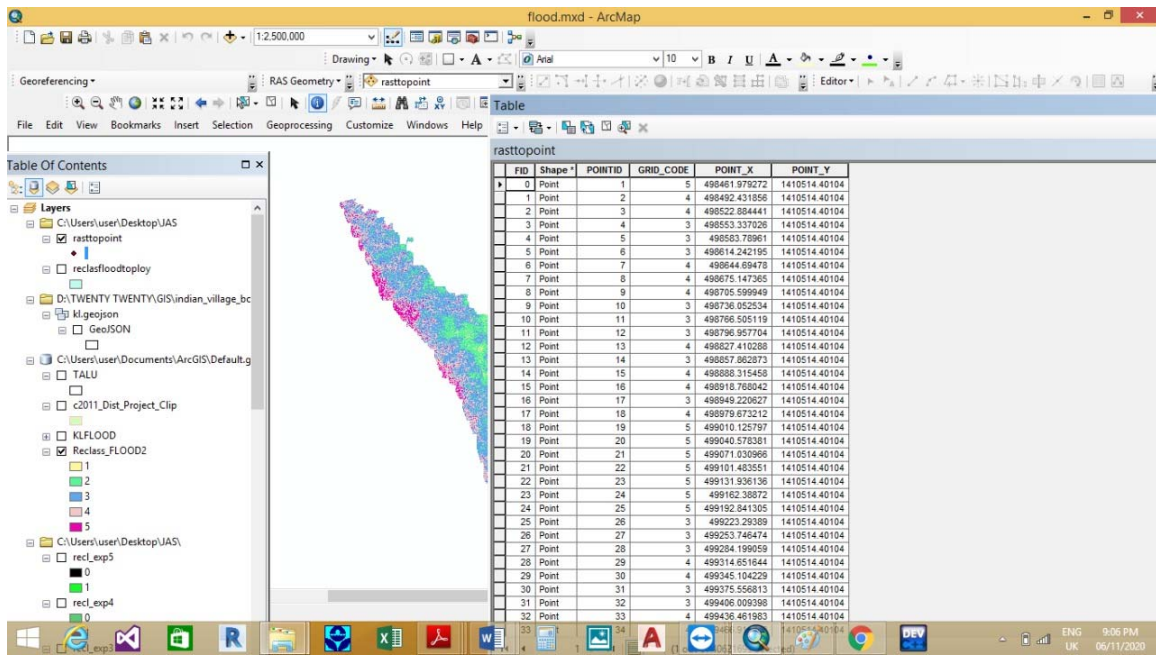 flood.mxd - ArcMap
1:2,500,000
Drawing
Arial
10
B I U A
Georeferencing
RAS Geometry
rasttopoint
Editor
File Edit View Bookmarks Insert Selection Geoprocessing Customize Windows Help
Table Of Contents
Layers
C:\Users\user\Desktop\JAS
rasttopoint
reclasfloodtoploy
D:\TWENTY TWENTY\GIS\indian_village_bc
kl.geojson
GeoJSON
C:\Users\user\Documents\ArcGIS\Default.g
TALU
c2011_Dist_Project_Clip
KLFLOOD
Reclass_FLOOD2
1
2
3
4
5
C:\Users\user\Desktop\JAS\
recl_exp5
0
1
recl_exp4
0
Table
rasttopoint
FID Shape * POINTID GRID_CODE POINT_X POINT_Y
0 Point 1 5 498461.979272 1410514.40104
1 Point 2 4 498492.431856 1410514.40104
2 Point 3 4 498522.884441 1410514.40104
3 Point 4 3 498553.337026 1410514.40104
4 Point 5 3 498583.78961 1410514.40104
5 Point 6 3 498614.242195 1410514.40104
6 Point 7 4 498644.69478 1410514.40104
7 Point 8 4 498675.147365 1410514.40104
8 Point 9 4 498705.599949 1410514.40104
9 Point 10 3 498736.052534 1410514.40104
10 Point 11 3 498766.505119 1410514.40104
11 Point 12 3 498796.957704 1410514.40104
12 Point 13 4 498827.410288 1410514.40104
13 Point 14 3 498857.862873 1410514.40104
14 Point 15 4 498888.315458 1410514.40104
15 Point 16 4 498918.768042 1410514.40104
16 Point 17 3 498949.220627 1410514.40104
17 Point 18 4 498979.673212 1410514.40104
18 Point 19 5 499010.125797 1410514.40104
19 Point 20 5 499040.578381 1410514.40104
20 Point 21 5 499071.030966 1410514.40104
21 Point 22 5 499101.483551 1410514.40104
22 Point 23 5 499131.936136 1410514.40104
23 Point 24 5 499162.38872 1410514.40104
24 Point 25 5 499192.841305 1410514.40104
25 Point 26 3 499223.29389 1410514.40104
26 Point 27 3 499253.746474 1410514.40104
27 Point 28 3 499284.199059 1410514.40104
28 Point 29 4 499314.651644 1410514.40104
29 Point 30 4 499345.104229 1410514.40104
30 Point 31 3 499375.556813 1410514.40104
31 Point 32 3 499406.009398 1410514.40104
32 Point 33 4 499436.461983 1410514.40104
33 34
DEV
ENG
UK
9:06 PM
06/11/2020